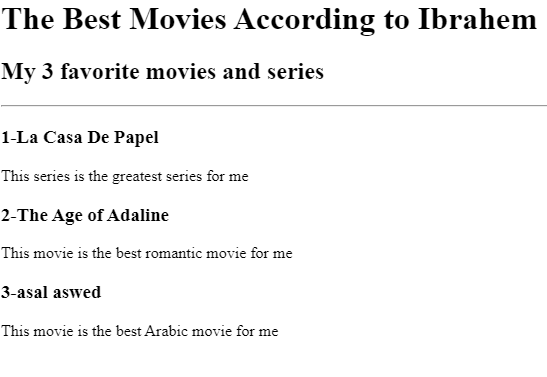 The Best Movies According to Ibrahem
My 3 favorite movies and series
1-La Casa De Papel
This series is the greatest series for me
2-The Age of Adaline
This movie is the best romantic movie for me
3-asal aswed
This movie is the best Arabic movie for me